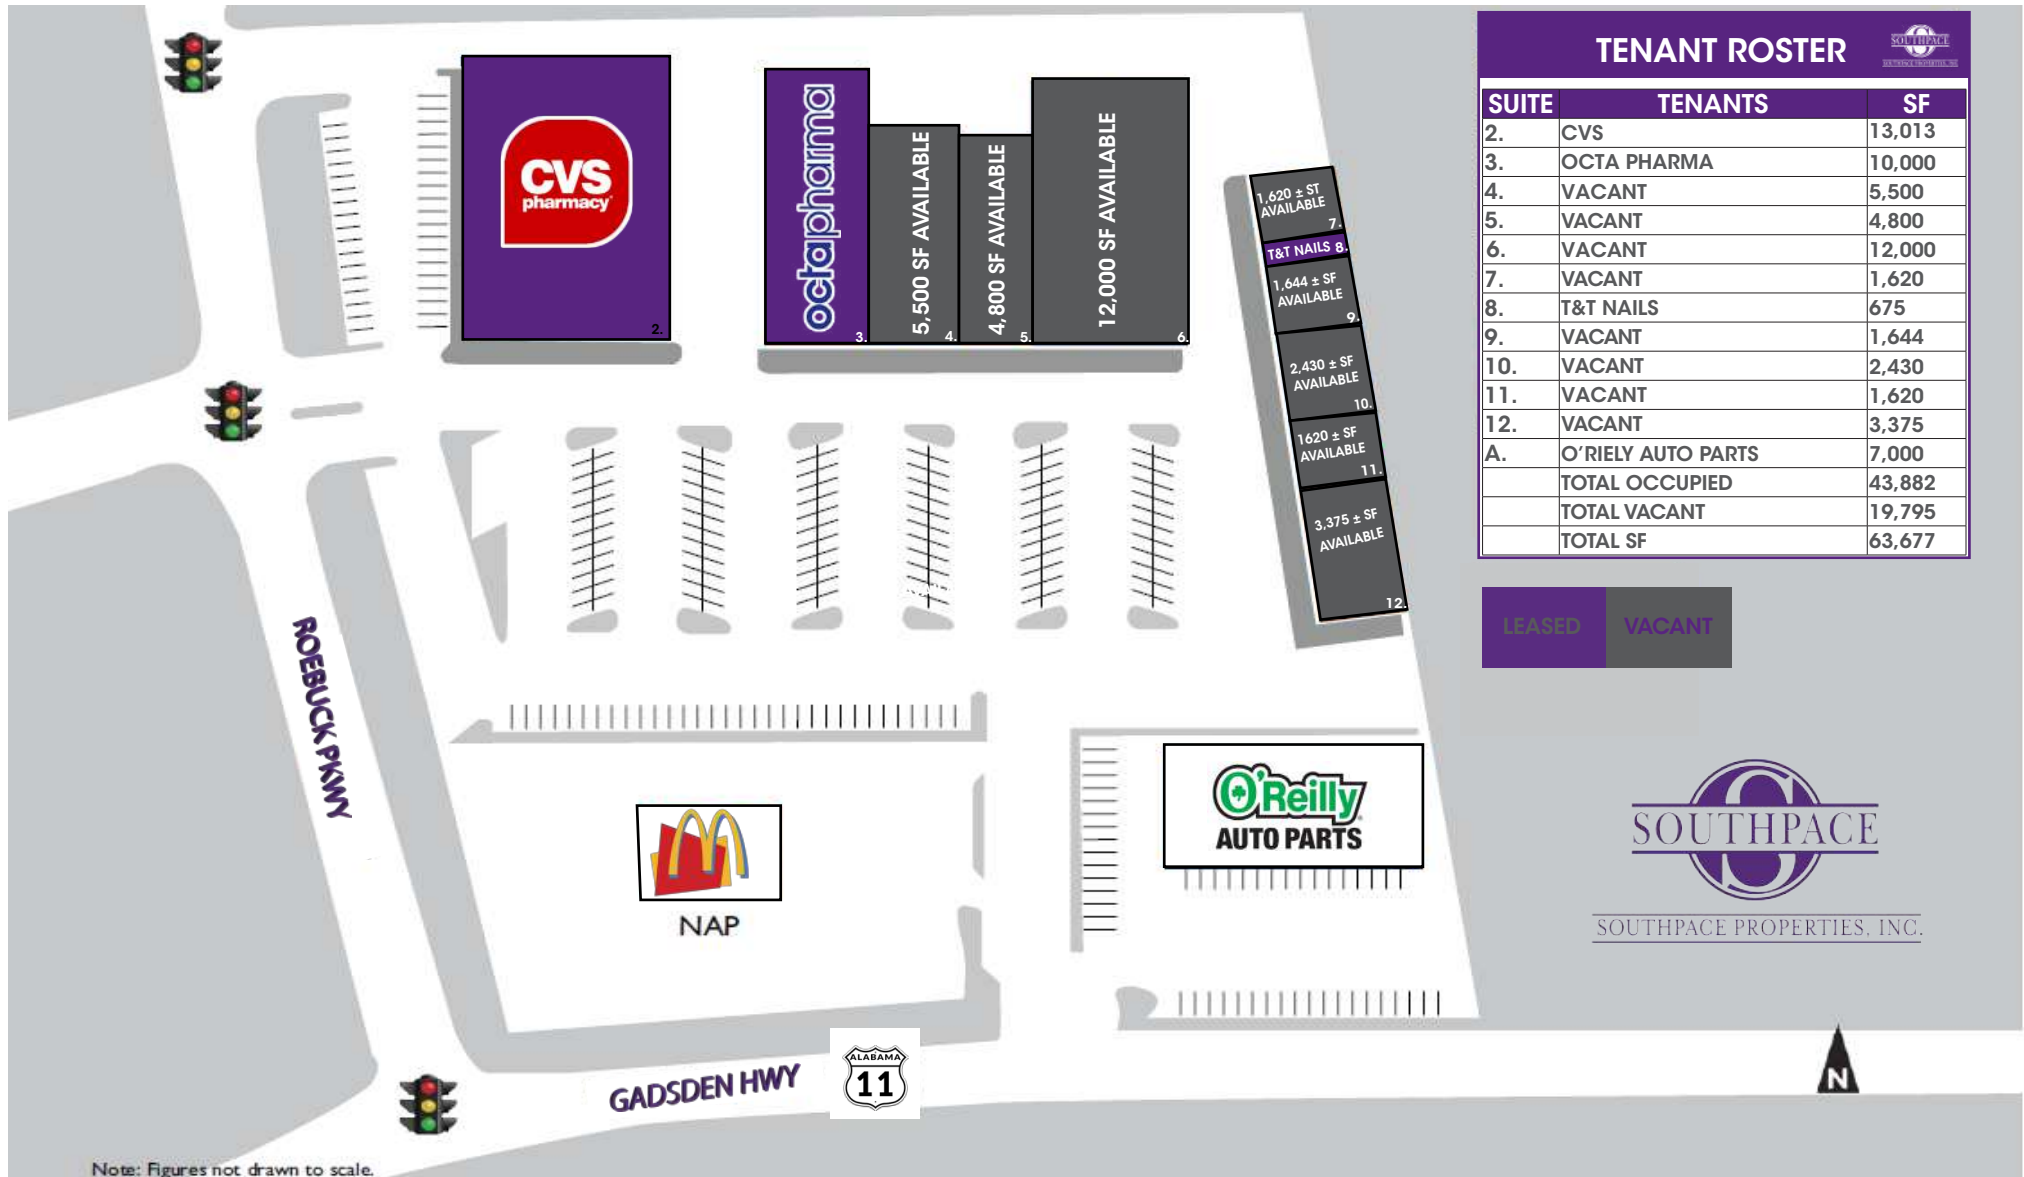 TENANT ROSTER
SOUTHPACE
SOUTHPACE PROPERTIES, INC
SUITE TENANTS SF
2. CVS 13,013
3. OCTA PHARMA 10,000
4. VACANT 5,500
5. VACANT 4,800
6. VACANT 12,000
7. VACANT 1,620
8. T&T NAILS 675
9. VACANT 1,644
10. VACANT 2,430
11. VACANT 1,620
12. VACANT 3,375
A. O'RIELY AUTO PARTS 7,000
TOTAL OCCUPIED 43,882
TOTAL VACANT 19,795
TOTAL SF 63,677
LEASED VACANT
CVS
pharmacy
2.
octapharma
3.
5,500 SF AVAILABLE
4.
4,800 SF AVAILABLE
5.
12,000 SF AVAILABLE
6.
1,620 ± ST
AVAILABLE
7.
T&T NAILS 8.
1,644 ± SF
AVAILABLE
9.
2,430 ± SF
AVAILABLE
10.
1620 ± SF
AVAILABLE
11.
3,375 ± SF
AVAILABLE
12.
ROEBUCK PKWY
NAP
O'Reilly
AUTO PARTS
SOUTHPACE
SOUTHPACE PROPERTIES, INC.
GADSDEN HWY
ALABAMA
11
N
Note: Figures not drawn to scale.